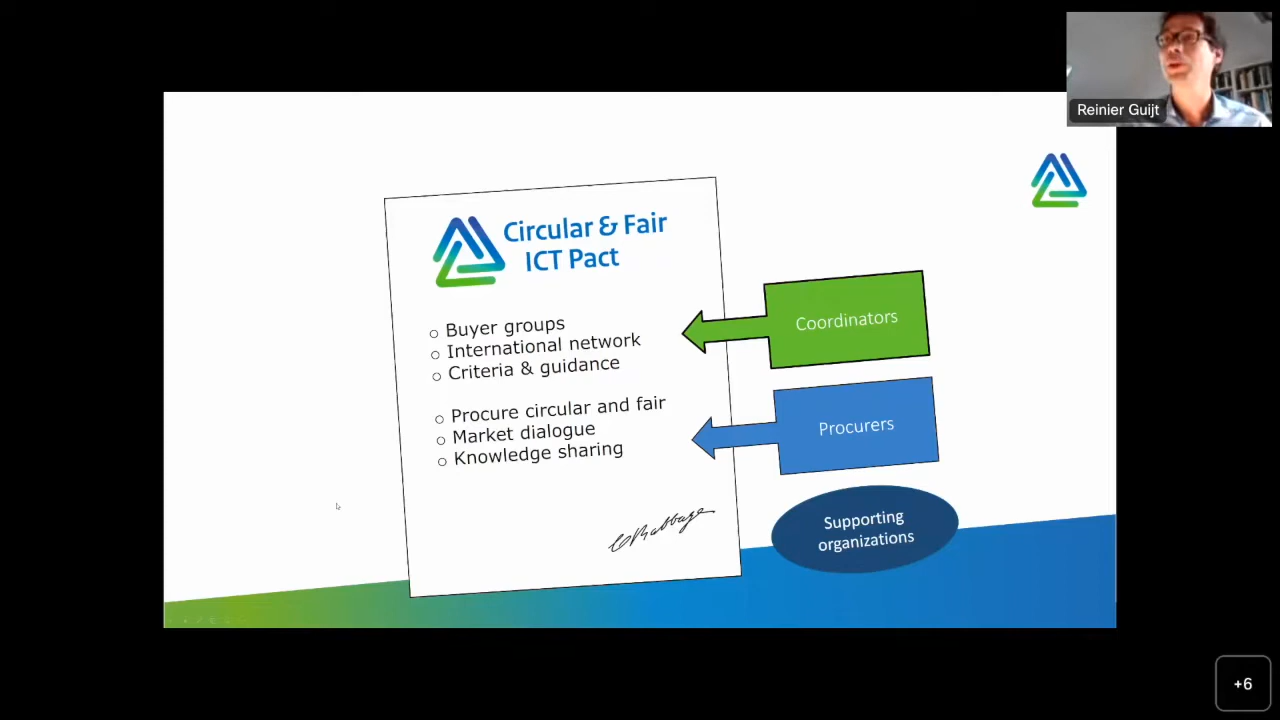 Reinier Guijt
Circular & Fair
ICT Pact
Buyer groups
International network
Criteria & guidance
Procure circular and fair
Market dialogue
Knowledge sharing
Coordinators
Procurers
Supporting
organizations
+6